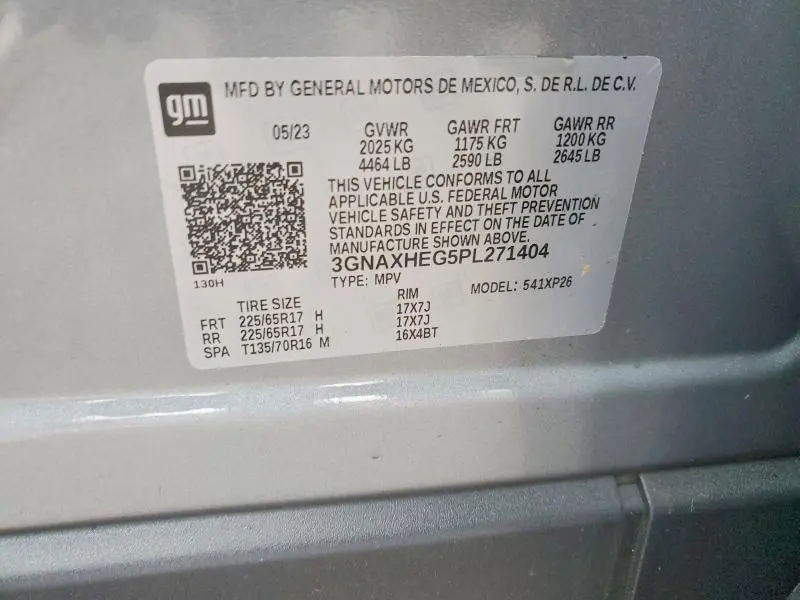 gm MFD BY GENERAL MOTORS DE MEXICO, S. DE R.L. DE C.V.
05/23 GVWR GAWR FRT GAWR RR
2025 KG 1175 KG 1200 KG
4464 LB 2590 LB 2645 LB
THIS VEHICLE CONFORMS TO ALL
APPLICABLE U.S. FEDERAL MOTOR
VEHICLE SAFETY AND THEFT PREVENTION
STANDARDS IN EFFECT ON THE DATE OF
MANUFACTURE SHOWN ABOVE.
3GNAXHEG5PL271404
130H TYPE: MPV MODEL: 541XP26
TIRE SIZE RIM
FRT 225/65R17 H 17X7J
RR 225/65R17 H 17X7J
SPA T135/70R16 M 16X4BT